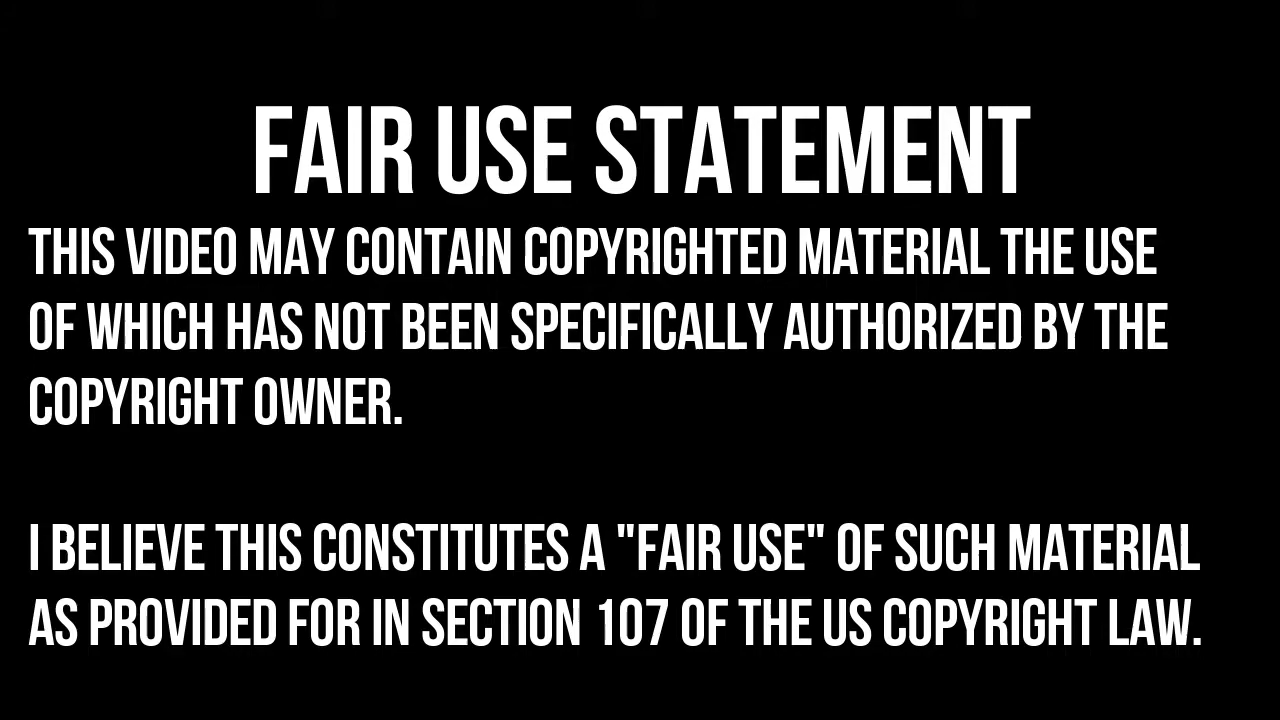 FAIR USE STATEMENT
THIS VIDEO MAY CONTAIN COPYRIGHTED MATERIAL THE USE
OF WHICH HAS NOT BEEN SPECIFICALLY AUTHORIZED BY THE
COPYRIGHT OWNER.
I BELIEVE THIS CONSTITUTES A "FAIR USE" OF SUCH MATERIAL
AS PROVIDED FOR IN SECTION 107 OF THE US COPYRIGHT LAW.